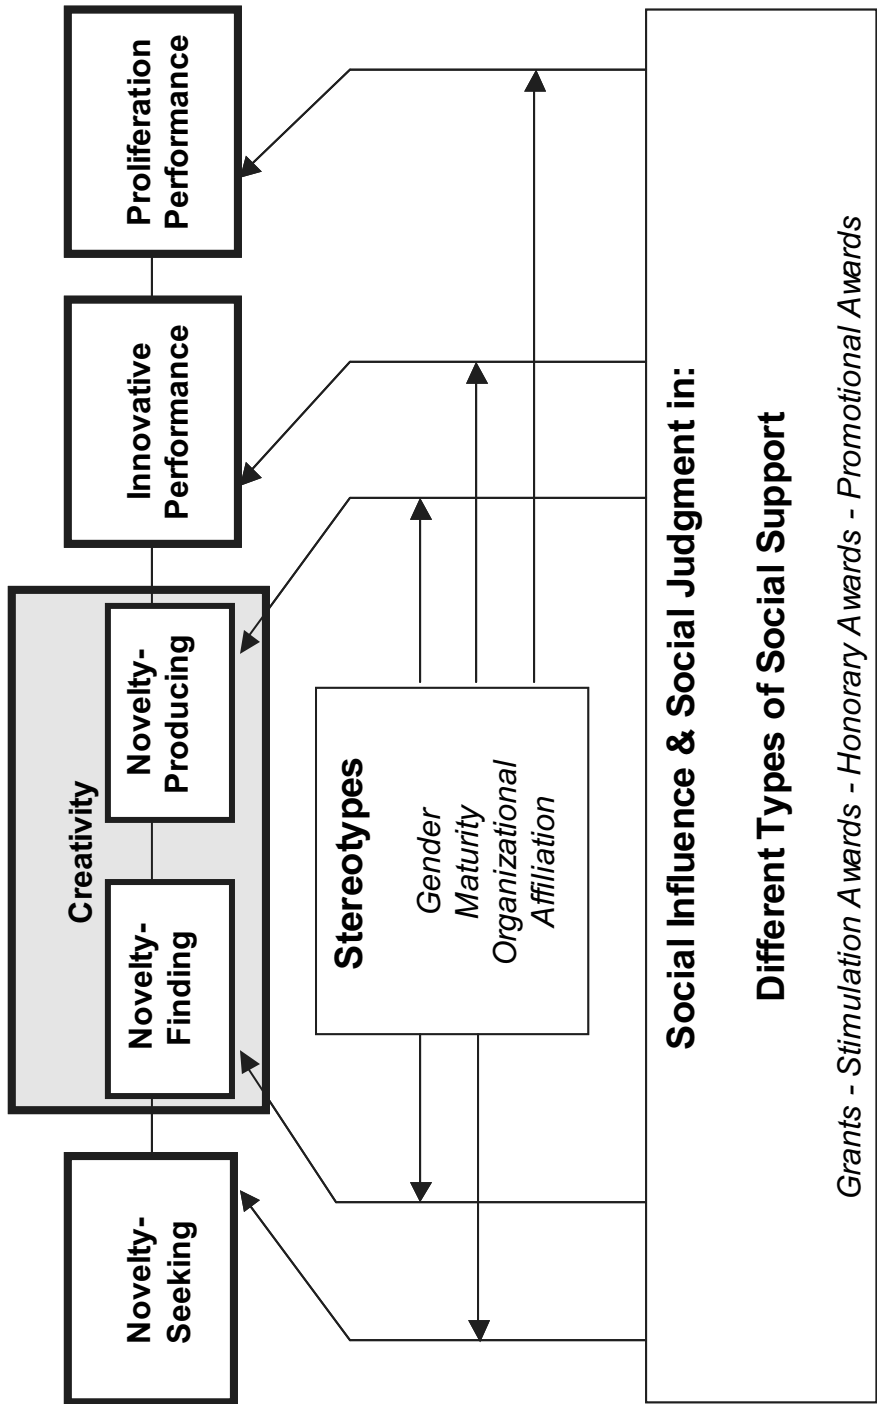 Creativity
Novelty-
Seeking
Novelty-
Finding
Novelty-
Producing
Innovative
Performance
Proliferation
Performance
Stereotypes
Gender
Maturity
Organizational
Affiliation
Social Influence & Social Judgment in:
Different Types of Social Support
Grants - Stimulation Awards - Honorary Awards - Promotional Awards